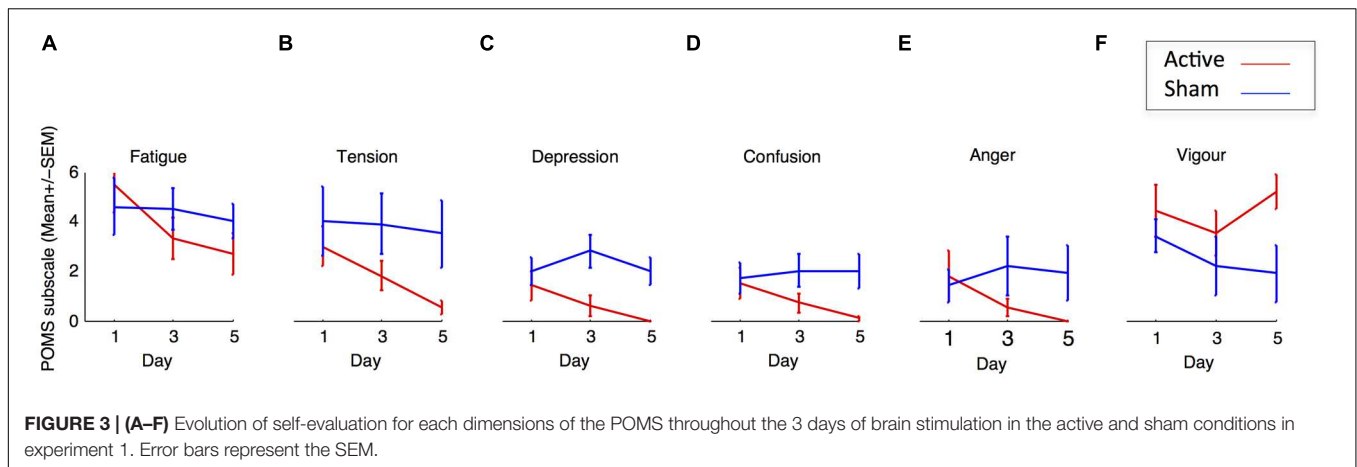 A B C D E F
Active
Sham
POMS subscale (Mean+/−SEM)
Fatigue Tension Depression Confusion Anger Vigour
6
4
2
0
1 3 5 1 3 5 1 3 5 1 3 5 1 3 5 1 3 5
Day Day Day Day Day Day
FIGURE 3 | (A–F) Evolution of self-evaluation for each dimensions of the POMS throughout the 3 days of brain stimulation in the active and sham conditions in
experiment 1. Error bars represent the SEM.